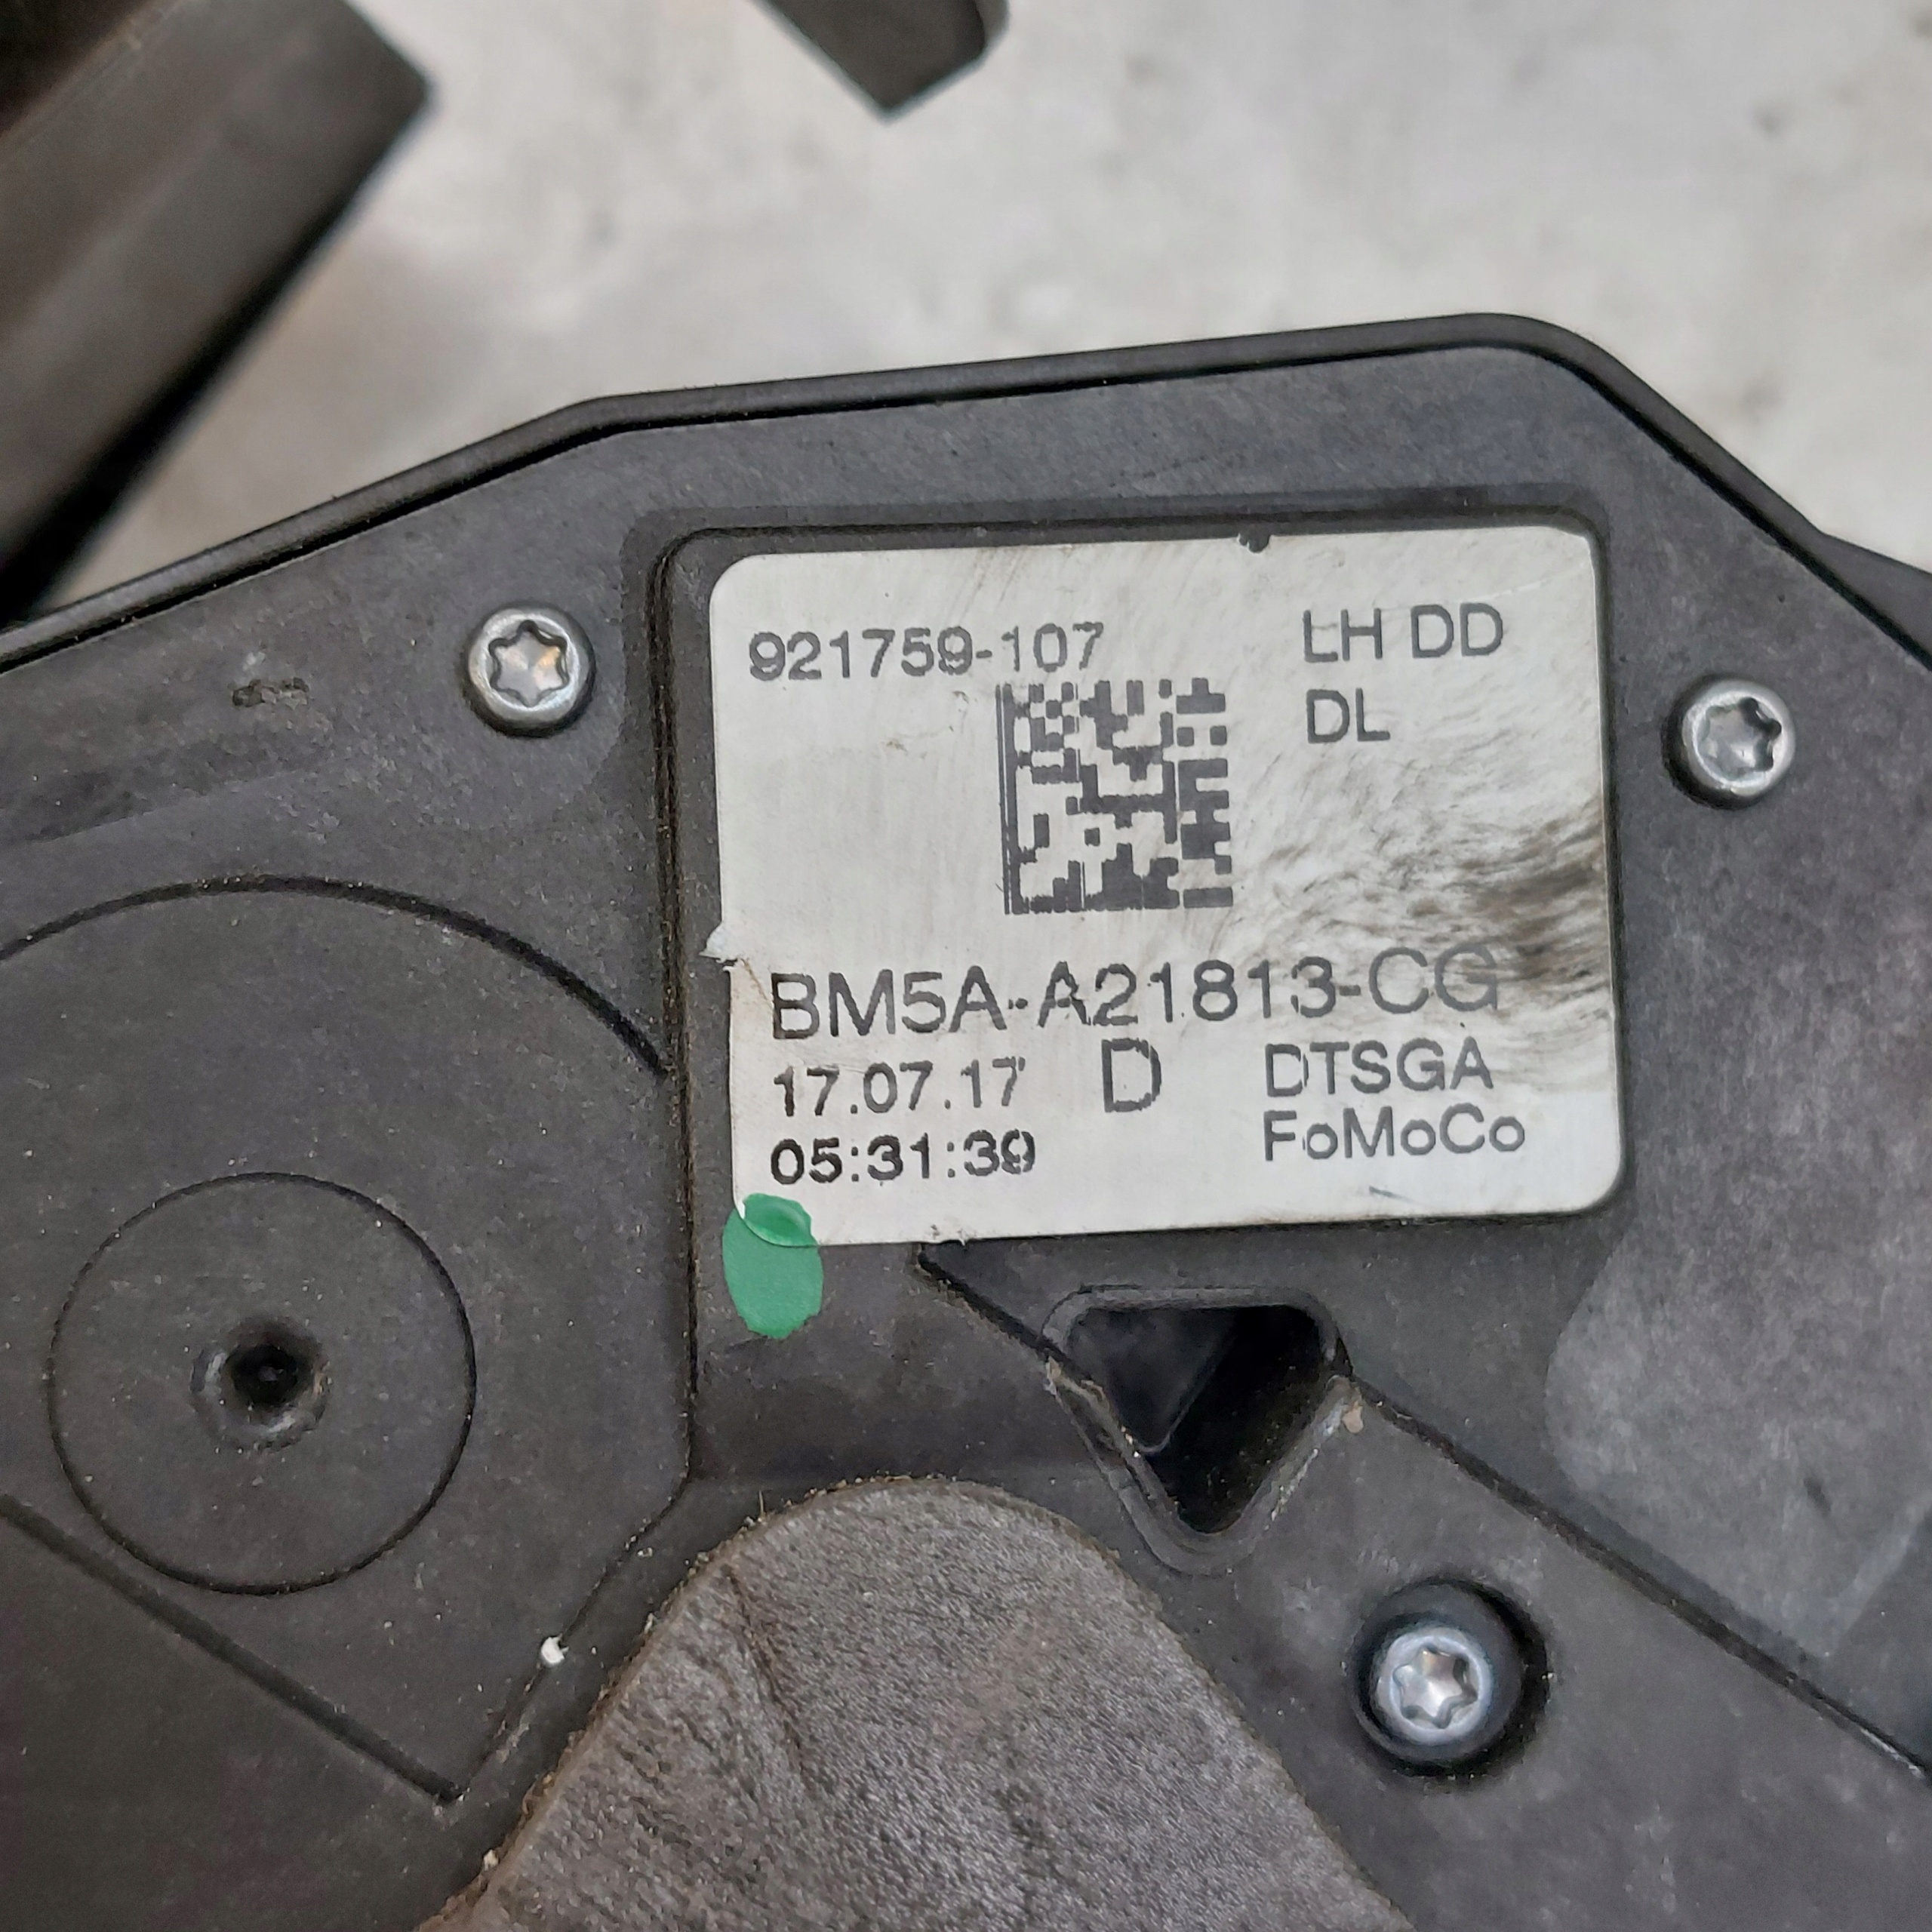 921759-107
LH DD
DL
BM5A-A21813-CG
17.07.17 D DTSGA
05:31:39 FoMoCo